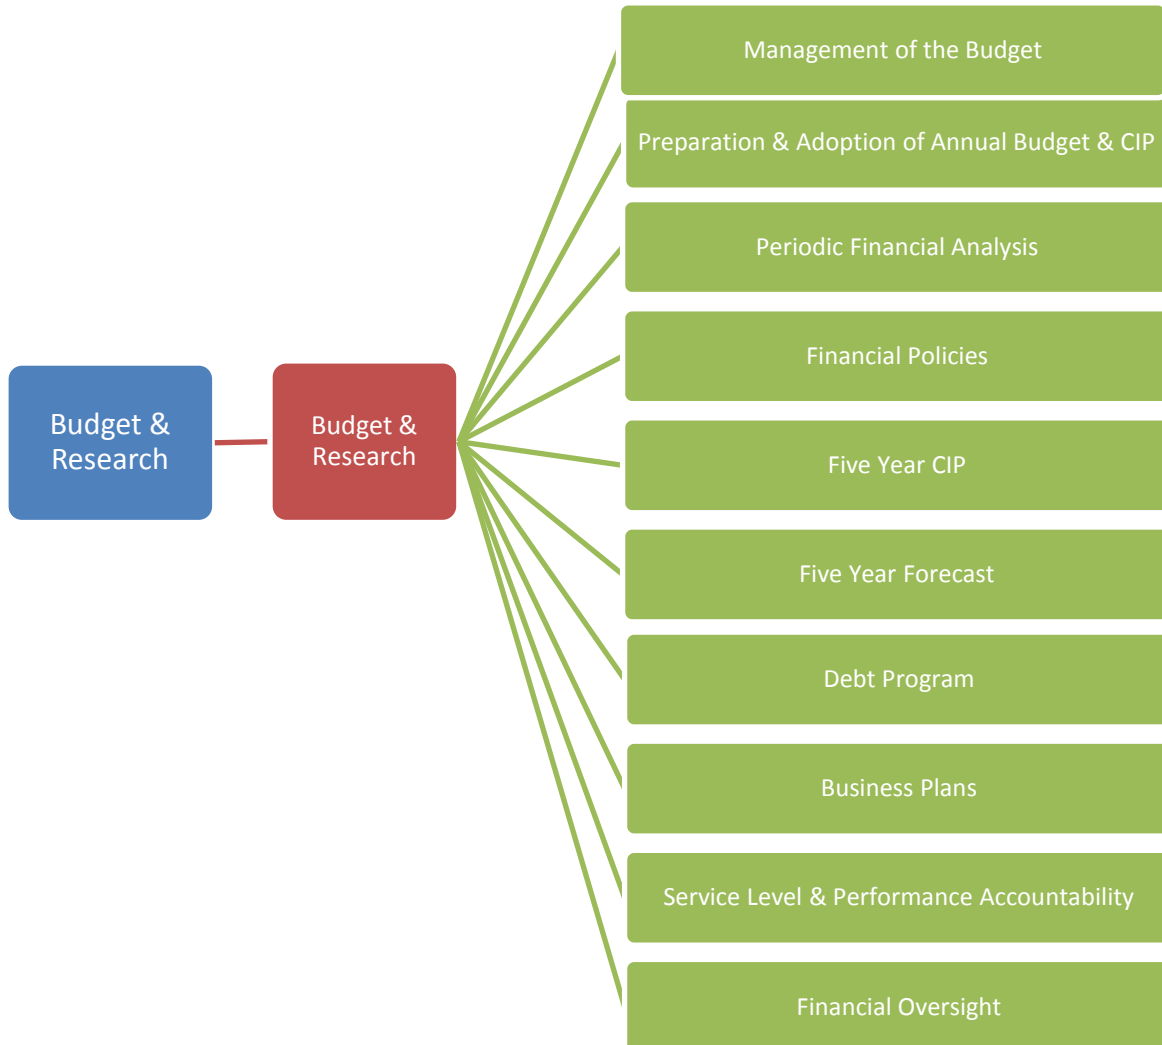 Management of the Budget
Preparation & Adoption of Annual Budget & CIP
Periodic Financial Analysis
Financial Policies
Budget &
Research
Budget &
Research
Five Year CIP
Five Year Forecast
Debt Program
Business Plans
Service Level & Performance Accountability
Financial Oversight